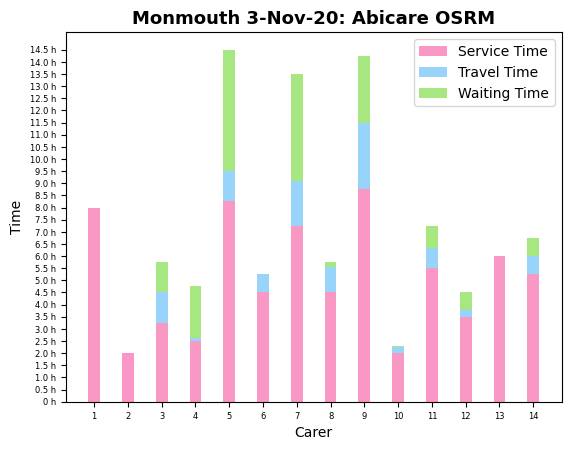 Monmouth 3-Nov-20: Abicare OSRM
Service Time
Travel Time
Waiting Time
Time
14.5 h
14.0 h
13.5 h
13.0 h
12.5 h
12.0 h
11.5 h
11.0 h
10.5 h
10.0 h
9.5 h
9.0 h
8.5 h
8.0 h
7.5 h
7.0 h
6.5 h
6.0 h
5.5 h
5.0 h
4.5 h
4.0 h
3.5 h
3.0 h
2.5 h
2.0 h
1.5 h
1.0 h
0.5 h
0 h
1 2 3 4 5 6 7 8 9 10 11 12 13 14
Carer